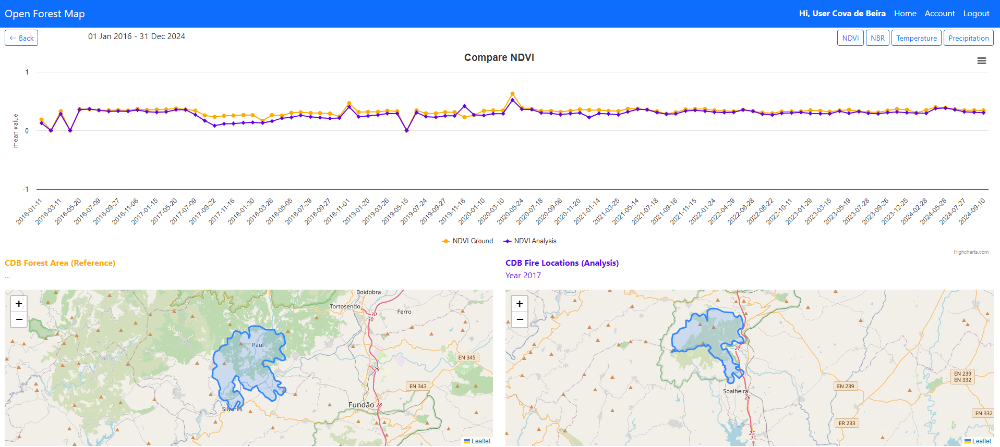 Open Forest Map
Hi, User Cova de Beira Home Account Logout
← Back
01 Jan 2016 - 31 Dec 2024
NDVI NBR Temperature Precipitation
Compare NDVI
mean value
1
0
-1
2016-01-11
2016-03-11
2016-05-20
2016-07-09
2016-09-27
2016-11-06
2017-01-15
2017-05-20
2017-07-09
2017-09-22
2017-11-16
2018-01-30
2018-03-26
2018-05-05
2018-07-29
2018-09-27
2018-11-01
2019-01-20
2019-03-26
2019-05-15
2019-07-24
2019-09-27
2019-11-16
2020-01-10
2020-03-10
2020-05-24
2020-07-18
2020-09-06
2020-11-20
2021-01-14
2021-03-25
2021-05-14
2021-07-18
2021-09-16
2021-11-15
2022-01-24
2022-04-29
2022-06-28
2022-08-22
2022-10-11
2023-01-29
2023-03-15
2023-05-19
2023-07-28
2023-09-26
2023-12-25
2024-02-28
2024-05-28
2024-07-27
2024-09-10
NDVI Ground NDVI Analysis
Highcharts.com
CDB Forest Area (Reference)
...
+
−
Boidobra
Tortosendo
Ferro
30
30
Paul
EN 345
29
EN 343
Fundão
28
Silvares
Leaflet
CDB Fire Locations (Analysis)
Year 2017
+
−
27
EN 239
EN 239
EN 332
Soalheira
26
EN 332
ER 233
25
25
Leaflet